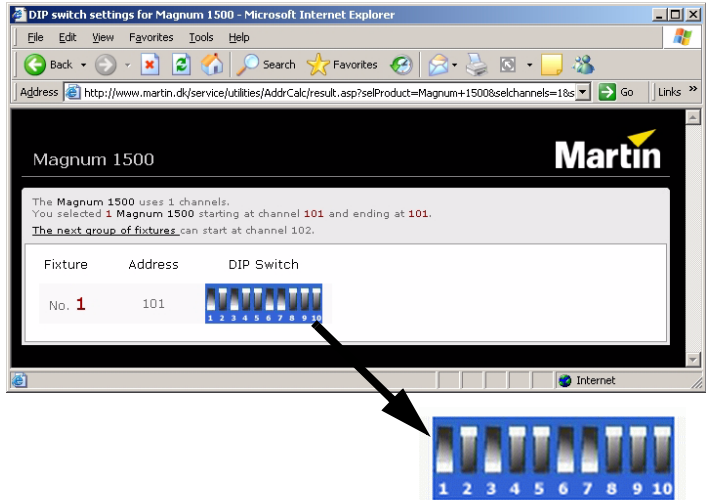 DIP switch settings for Magnum 1500 - Microsoft Internet Explorer
File Edit View Favorites Tools Help
Back Search Favorites
Address http://www.martin.dk/service/utilities/AddrCalc/result.asp?selProduct=Magnum+1500&selchannels=1&s Go Links »
Magnum 1500 Martin
The Magnum 1500 uses 1 channels.
You selected 1 Magnum 1500 starting at channel 101 and ending at 101.
The next group of fixtures can start at channel 102.
Fixture Address DIP Switch
No. 1 101
1 2 3 4 5 6 7 8 9 10
Internet
1 2 3 4 5 6 7 8 9 10